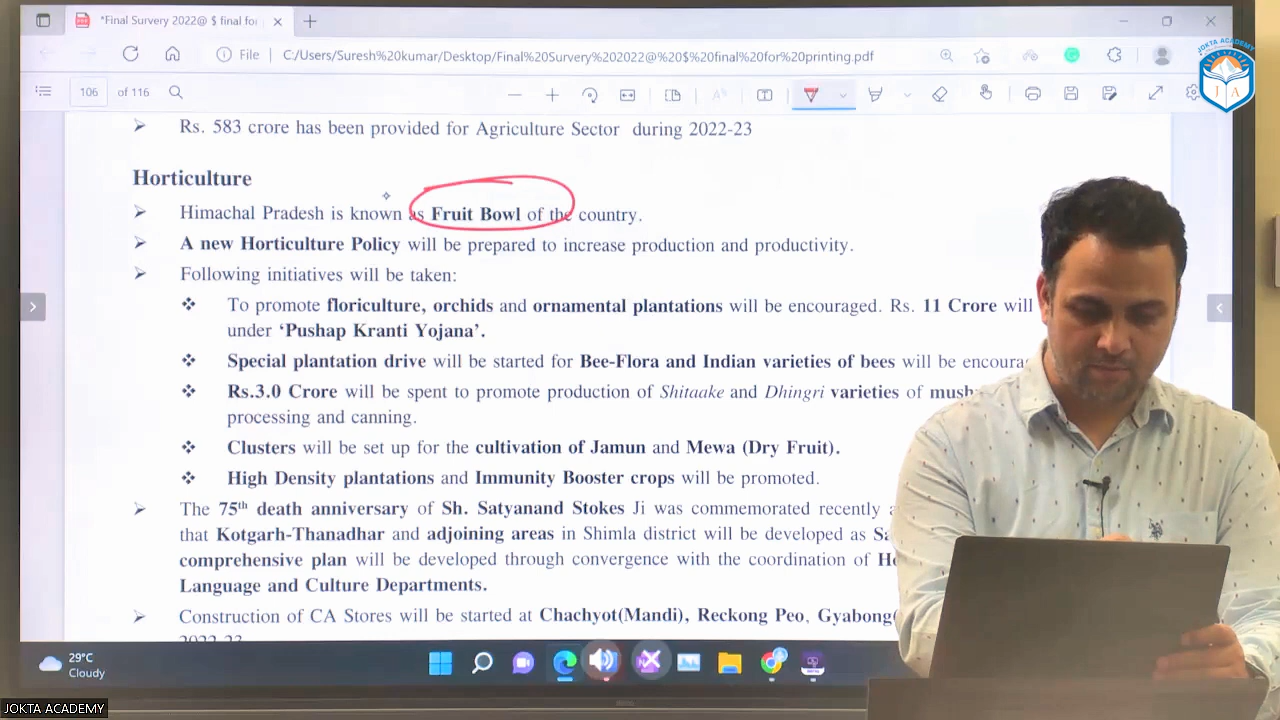 *Final Survery 2022@ $ final for
File
C:/Users/Suresh%20kumar/Desktop/Final%20Survery%202022@%20$%20final%20for%20printing.pdf
JOKTA ACADEMY
J A
106 of 116
Rs. 583 crore has been provided for Agriculture Sector during 2022-23
Horticulture
Himachal Pradesh is known as Fruit Bowl of the country.
A new Horticulture Policy will be prepared to increase production and productivity.
Following initiatives will be taken:
To promote floriculture, orchids and ornamental plantations will be encouraged. Rs. 11 Crore will
under ‘Pushap Kranti Yojana’.
Special plantation drive will be started for Bee-Flora and Indian varieties of bees will be encoura
Rs.3.0 Crore will be spent to promote production of Shitaake and Dhingri varieties of mush
processing and canning.
Clusters will be set up for the cultivation of Jamun and Mewa (Dry Fruit).
High Density plantations and Immunity Booster crops will be promoted.
The 75th death anniversary of Sh. Satyanand Stokes Ji was commemorated recently a
that Kotgarh-Thanadhar and adjoining areas in Shimla district will be developed as Sa
comprehensive plan will be developed through convergence with the coordination of Ho
Language and Culture Departments.
Construction of CA Stores will be started at Chachyot(Mandi), Reckong Peo, Gyabong(
2022-23
29°C
Cloudy
JOKTA ACADEMY